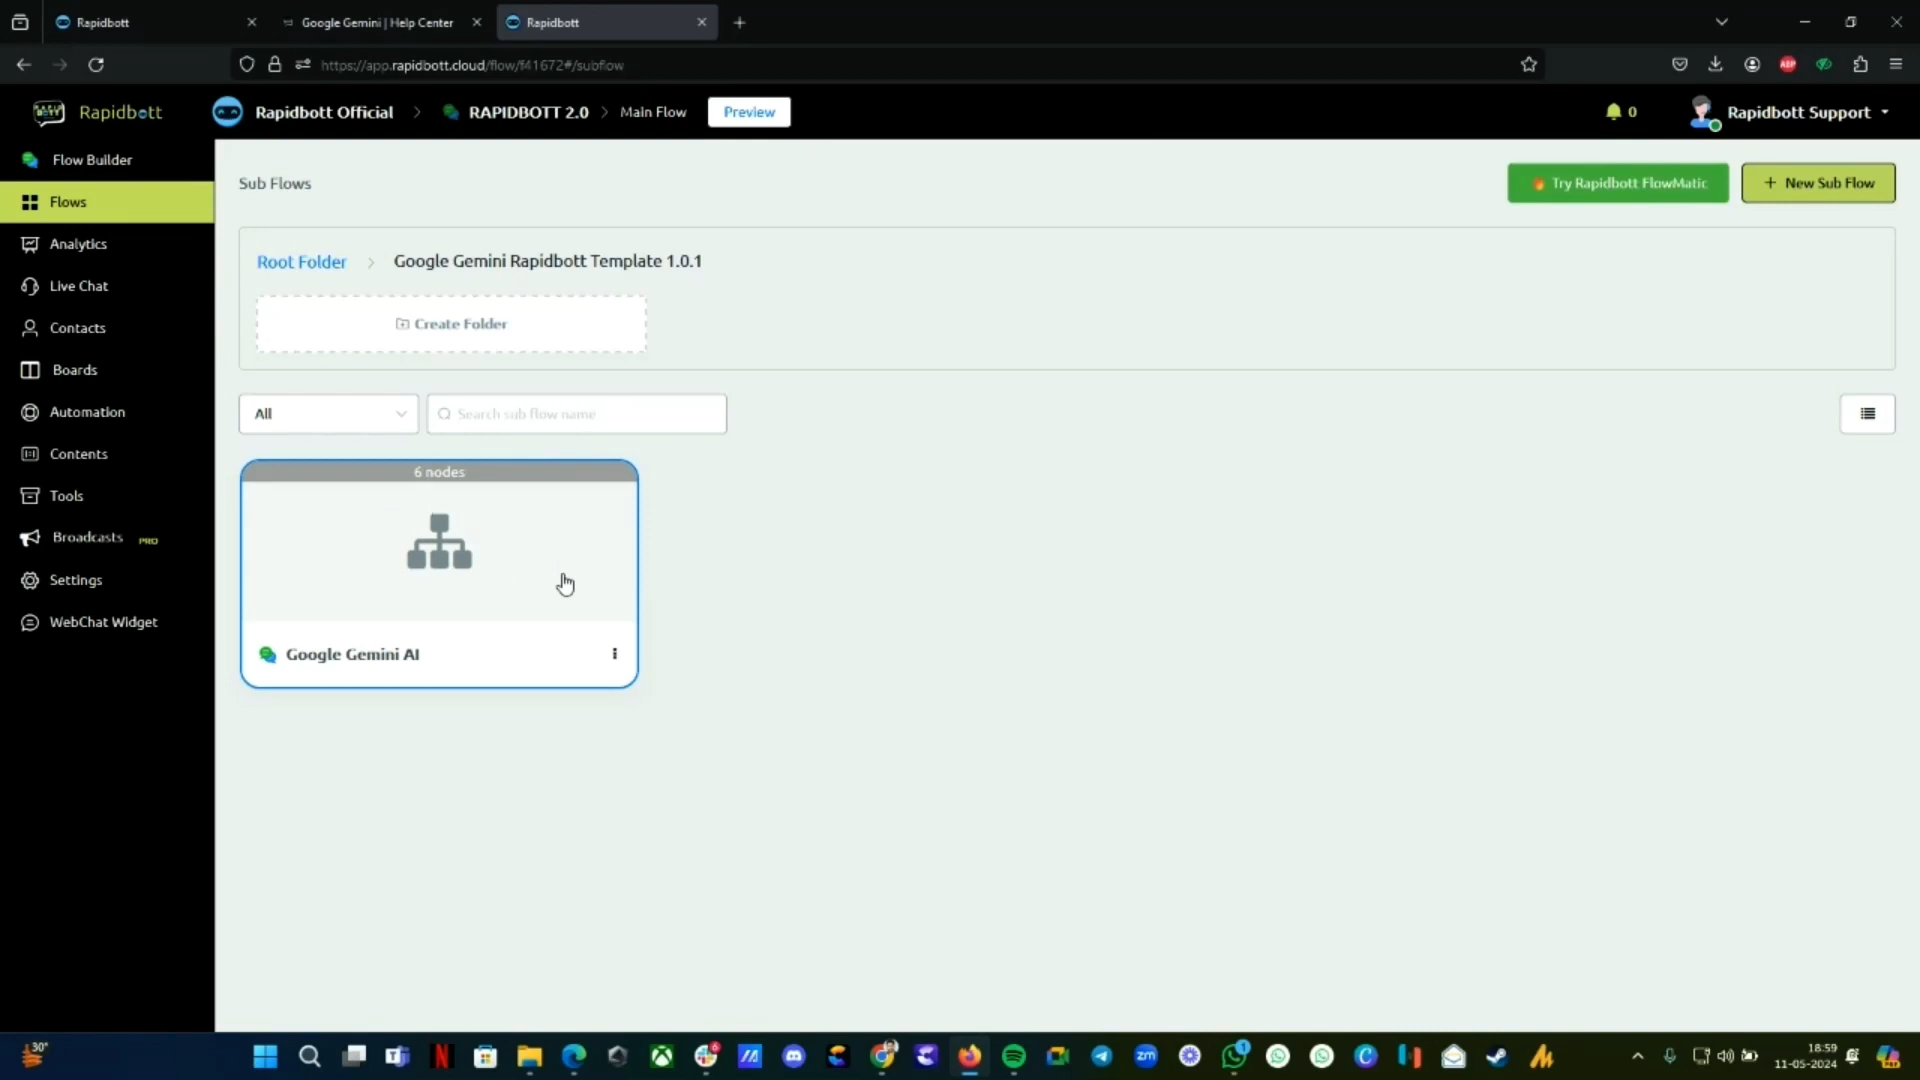 Rapidbott
Google Gemini | Help Center
Rapidbott
https://app.rapidbott.cloud/flow/f41672#/subflow
ABP
Rapidbott
Rapidbott Official > RAPIDBOTT 2.0 > Main Flow
Preview
0
Rapidbott Support
Flow Builder
Flows
Analytics
Live Chat
Contacts
Boards
Automation
Contents
Tools
Broadcasts PRO
Settings
WebChat Widget
Sub Flows
Try Rapidbott FlowMatic
+ New Sub Flow
Root Folder > Google Gemini Rapidbott Template 1.0.1
Create Folder
All
Search sub flow name
6 nodes
Google Gemini AI
30°
zm
18:59
11-05-2024